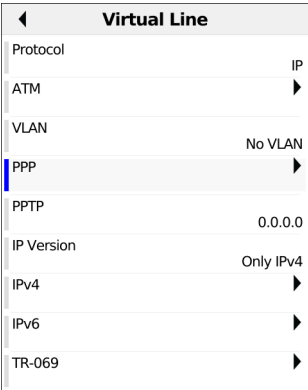 Virtual Line
Protocol
IP
ATM
VLAN
No VLAN
PPP
PPTP
0.0.0.0
IP Version
Only IPv4
IPv4
IPv6
TR-069